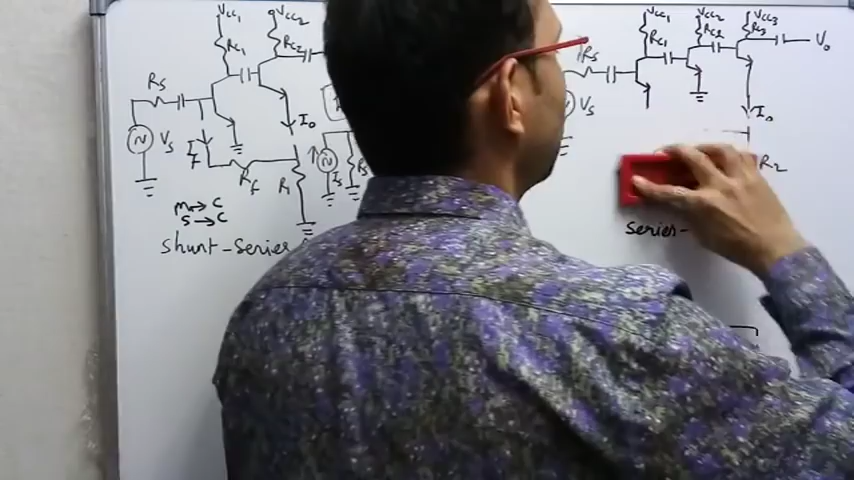 Vcc1 Vcc2
Rc1 Rc2
Rs
Vs
If
Io
Rf
R1
Is
m→C
S→C
Shunt-Series
Vcc1 Vcc2 Vcc3
Rc1 Rc2 Rc3
Rs
Vs
Vo
Io
R2
Series-